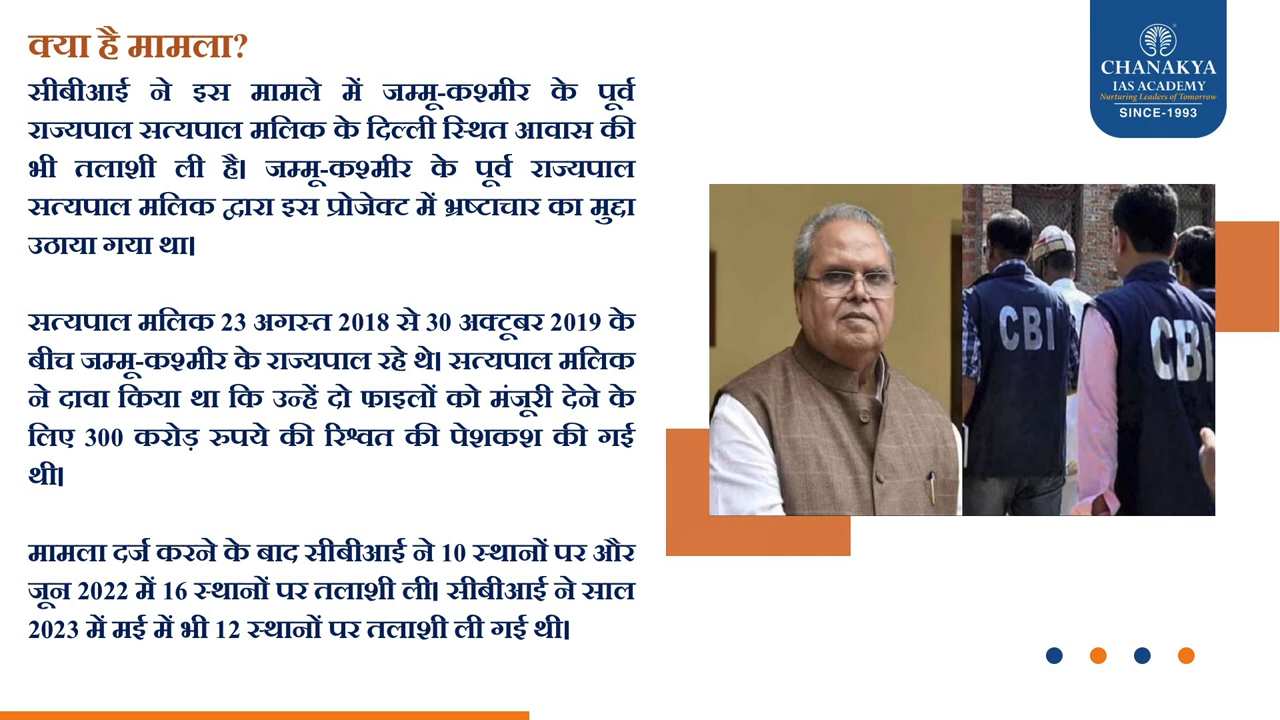 क्या है मामला?
सीबीआई ने इस मामले में जम्मू-कश्मीर के पूर्व
राज्यपाल सत्यपाल मलिक के दिल्ली स्थित आवास की
भी तलाशी ली है। जम्मू-कश्मीर के पूर्व राज्यपाल
सत्यपाल मलिक द्वारा इस प्रोजेक्ट में भ्रष्टाचार का मुद्दा
उठाया गया था।
सत्यपाल मलिक 23 अगस्त 2018 से 30 अक्टूबर 2019 के
बीच जम्मू-कश्मीर के राज्यपाल रहे थे। सत्यपाल मलिक
ने दावा किया था कि उन्हें दो फाइलों को मंजूरी देने के
लिए 300 करोड़ रुपये की रिश्वत की पेशकश की गई
थी।
मामला दर्ज करने के बाद सीबीआई ने 10 स्थानों पर और
जून 2022 में 16 स्थानों पर तलाशी ली। सीबीआई ने साल
2023 में मई में भी 12 स्थानों पर तलाशी ली गई थी।
CHANAKYA
IAS ACADEMY
Nurturing Leaders of Tomorrow
SINCE-1993
CBI
CBI